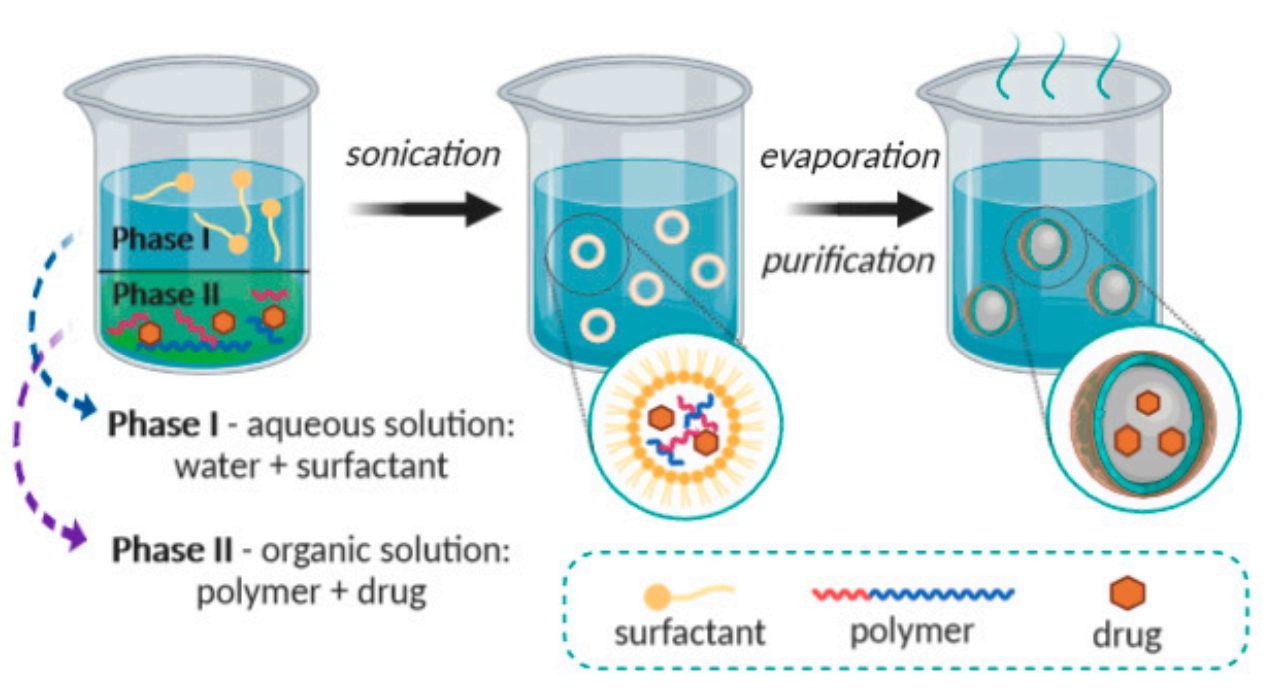 sonication
evaporation
purification
Phase I
Phase II
Phase I - aqueous solution:
water + surfactant
Phase II - organic solution:
polymer + drug
surfactant
polymer
drug